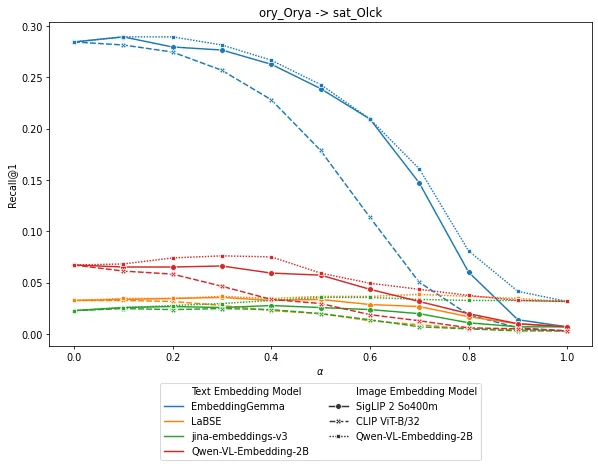 ory_Orya -> sat_Olck
0.30
0.25
0.20
0.15
0.10
0.05
0.00
Recall@1
0.0 0.2 0.4 0.6 0.8 1.0
α
Text Embedding Model
EmbeddingGemma
LaBSE
jina-embeddings-v3
Qwen-VL-Embedding-2B
Image Embedding Model
SigLIP 2 So400m
CLIP ViT-B/32
Qwen-VL-Embedding-2B